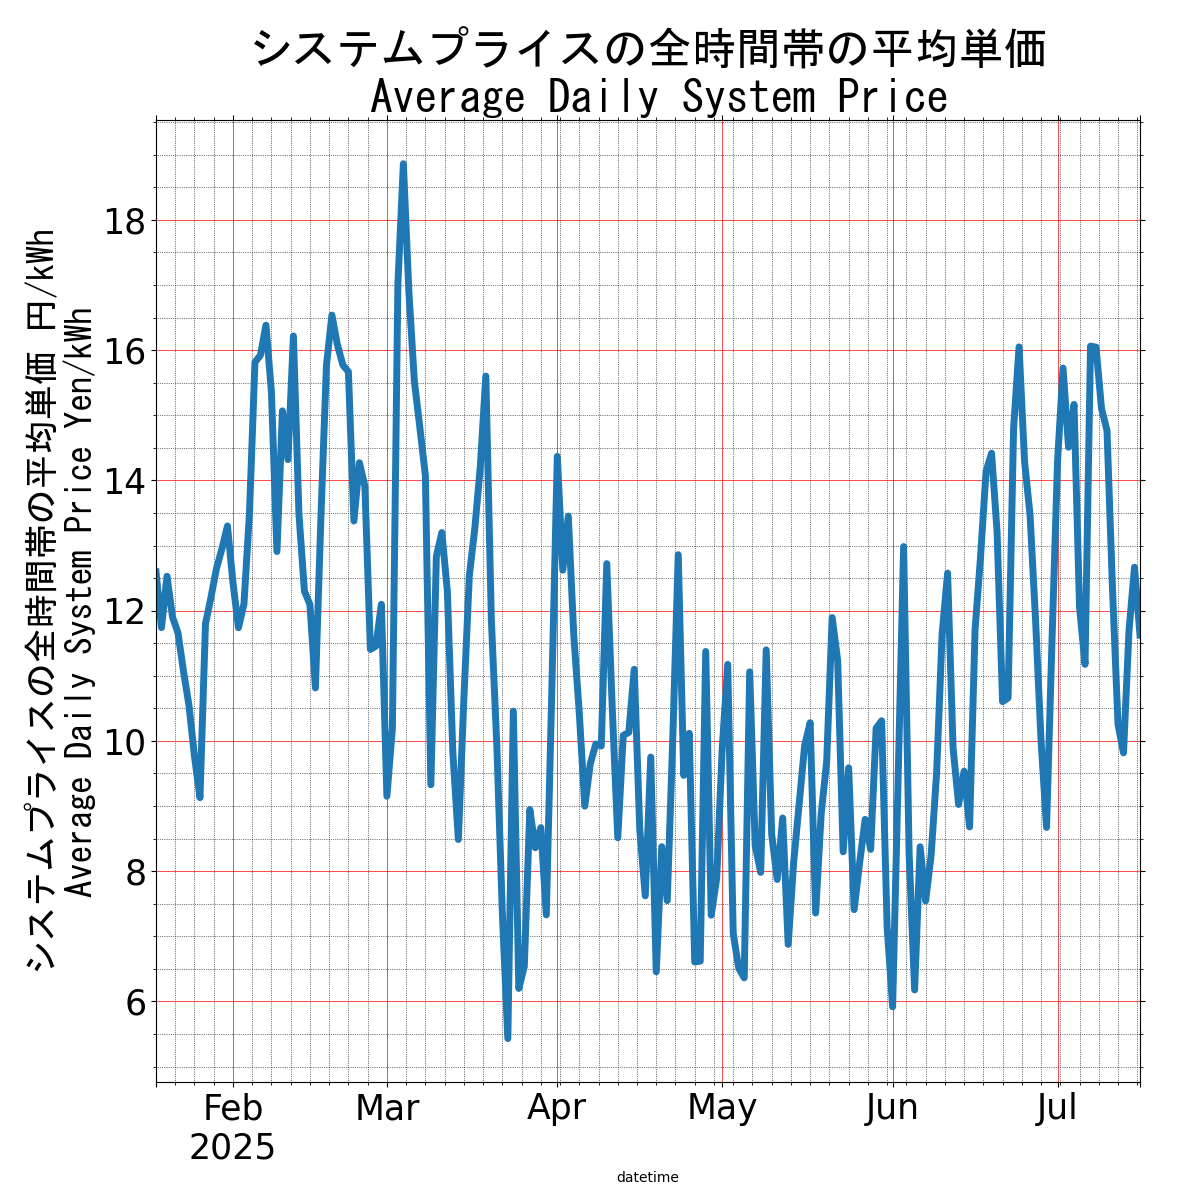 システムプライスの全時間帯の平均単価
Average Daily System Price
システムプライスの全時間帯の平均単価 円/kWh
Average Daily System Price Yen/kWh
18
16
14
12
10
8
6
Feb
2025
Mar
Apr
May
Jun
Jul
datetime